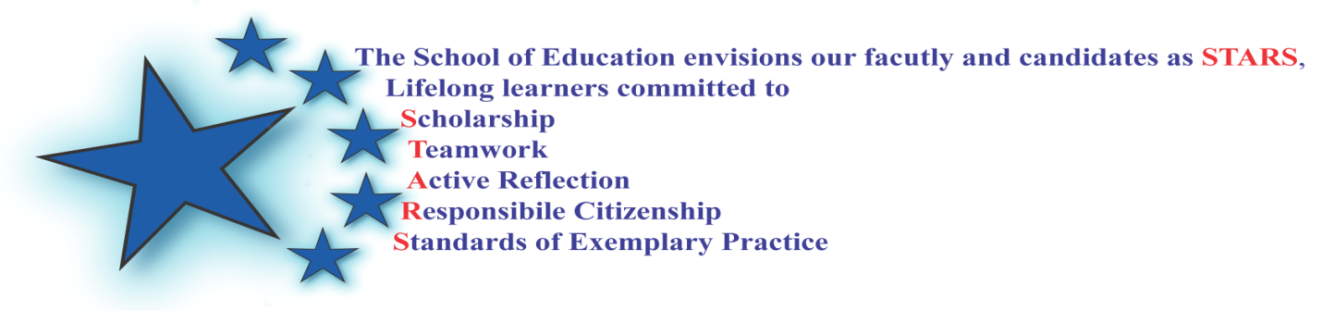 The School of Education envisions our facutly and candidates as STARS,
Lifelong learners committed to
Scholarship
Teamwork
Active Reflection
Responsibile Citizenship
Standards of Exemplary Practice